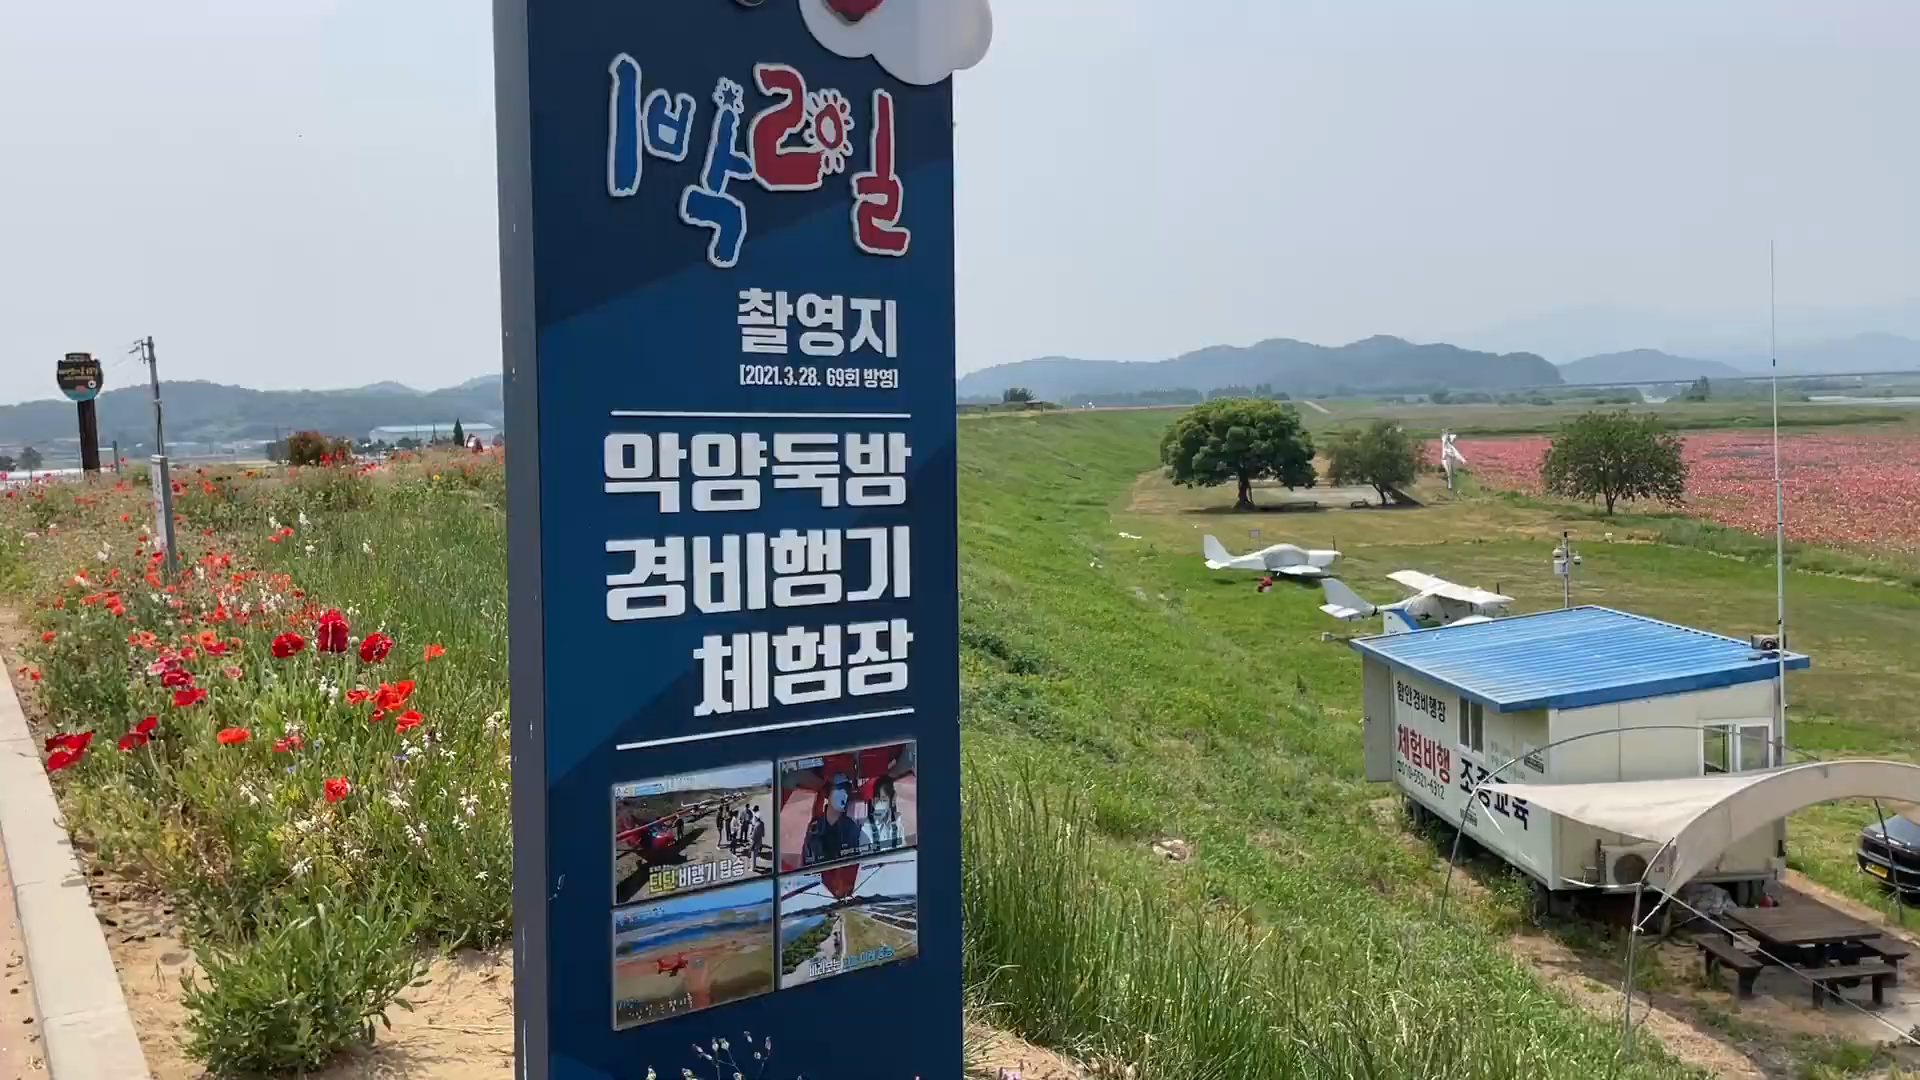 1박2일
촬영지
[2021.3.28. 69회 방영]
악양둑방
경비행기
체험장
던딘 비행기 탑승
함안경비행장
체험비행
조종교육